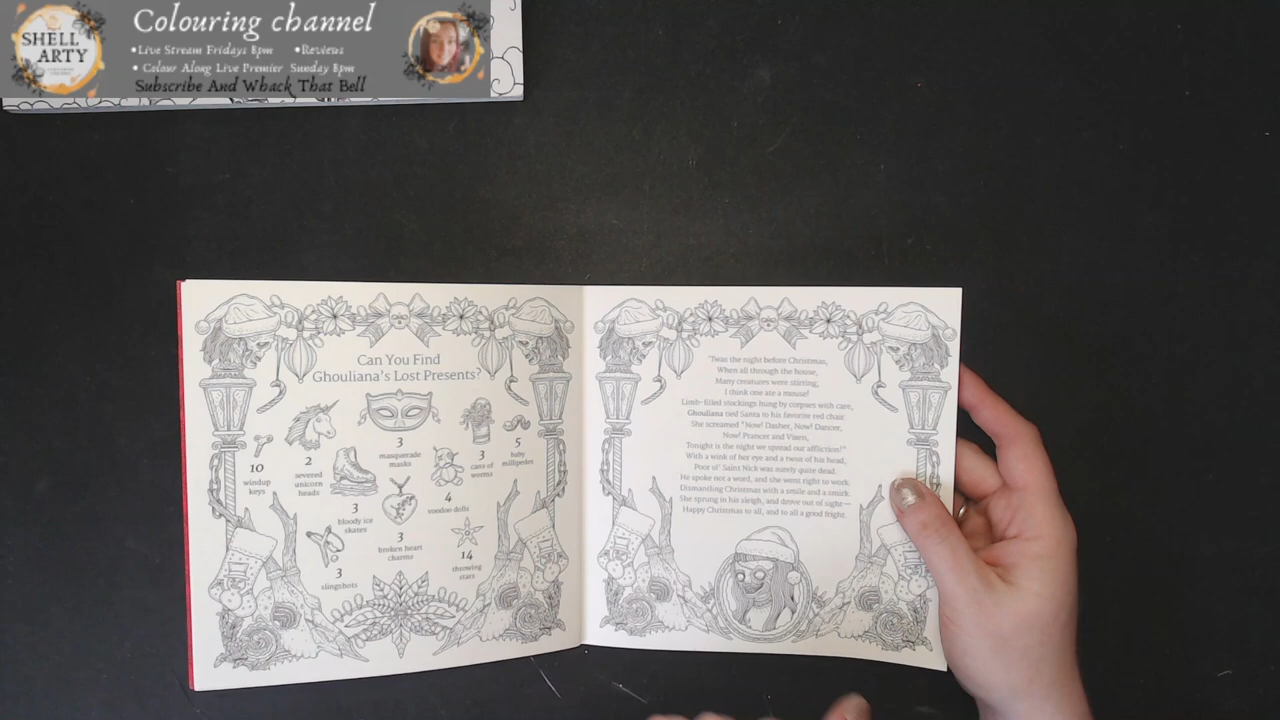 SHELL
ARTY
Colouring channel
•Live Stream Fridays 8pm •Reviews
• Colour Along Live Premier Sunday 8pm
Subscribe And Whack That Bell
Can You Find
Ghouliana's Lost Presents?
10
windup
keys
2
severed
unicorn
heads
3
masquerade
masks
3
cans of
worms
5
baby
millipedes
3
bloody ice
skates
4
voodoo dolls
3
slingshots
3
broken heart
charms
14
throwing
stars
'Twas the night before Christmas,
When all through the house,
Many creatures were stirring,
I think one ate a mouse!
Limb-filled stockings hung by corpses with care,
Ghouliana tied Santa to his favorite red chair.
She screamed "Now! Dasher, Now! Dancer,
Now! Prancer and Vixen,
Tonight is the night we spread our affliction!"
With a wink of her eye and a twist of his head,
Poor ol' Saint Nick was surely quite dead.
He spoke not a word, and she went right to work.
Dismantling Christmas with a smile and a smirk.
She sprung in his sleigh, and drove out of sight—
Happy Christmas to all, and to all a good fright.